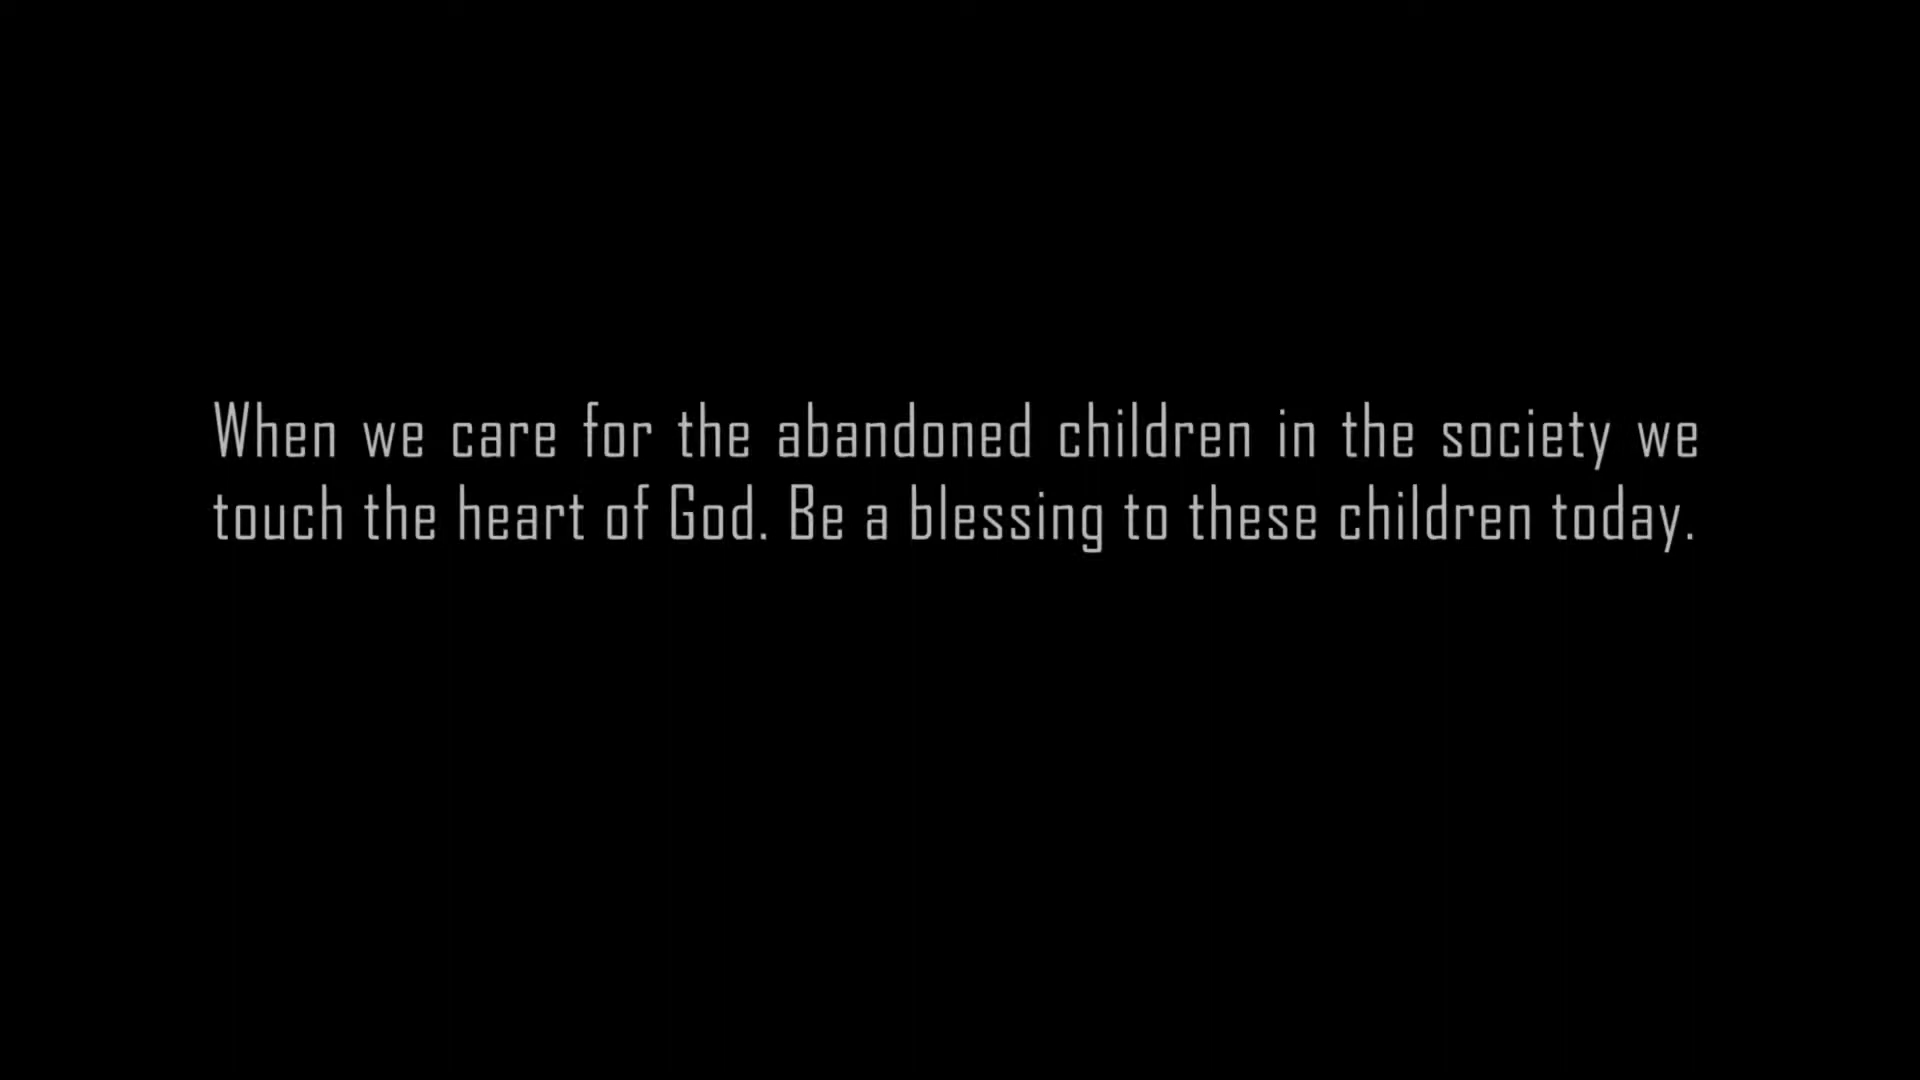 When we care for the abandoned children in the society we
touch the heart of God. Be a blessing to these children today.